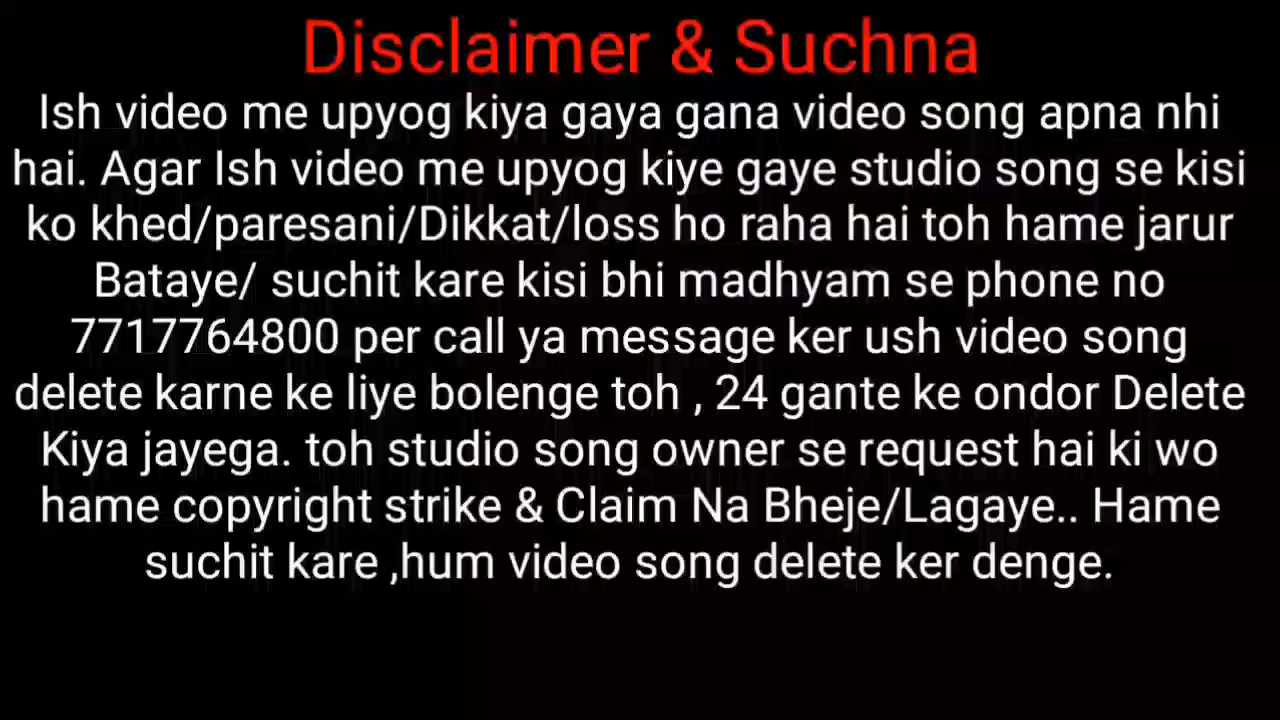 Disclaimer & Suchna
Ish video me upyog kiya gaya gana video song apna nhi
hai. Agar Ish video me upyog kiye gaye studio song se kisi
ko khed/paresani/Dikkat/loss ho raha hai toh hame jarur
Bataye/ suchit kare kisi bhi madhyam se phone no
7717764800 per call ya message ker ush video song
delete karne ke liye bolenge toh , 24 gante ke ondor Delete
Kiya jayega. toh studio song owner se request hai ki wo
hame copyright strike & Claim Na Bheje/Lagaye.. Hame
suchit kare ,hum video song delete ker denge.